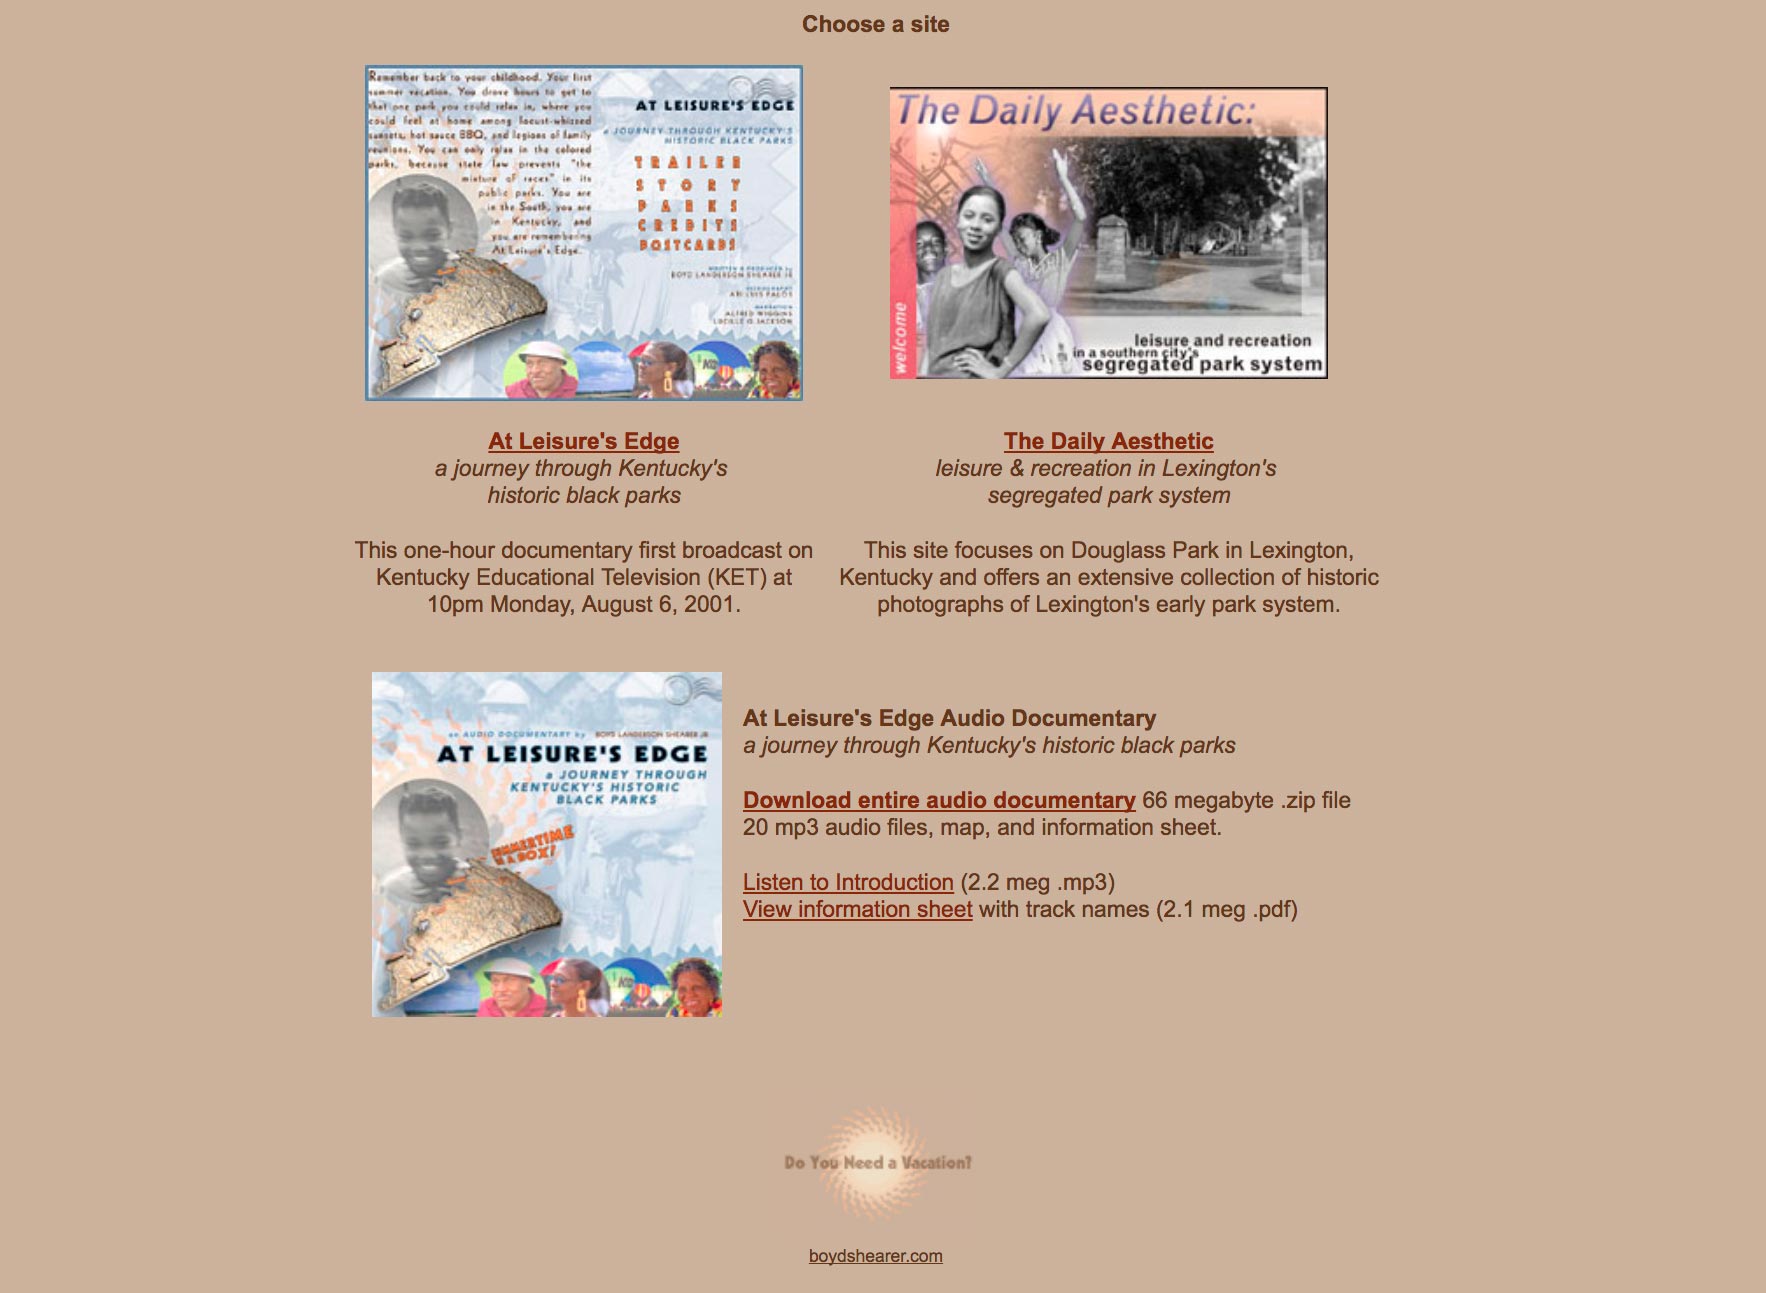 Choose a site
Remember back to your childhood. Your first
summer vacation. You drove hours to get to
that one park you could relax in, where you
could feel at home among locust-whizzed
sunsets, hot sauce BBQ, and legions of family
reunions. You can only relax in the colored
parks, because state law prevents "the
mixture of races" in its
public parks. You are
in the South, you are
in Kentucky, and
you are remembering
At Leisure's Edge.
AT LEISURE'S EDGE
a JOURNEY THROUGH KENTUCKY'S
HISTORIC BLACK PARKS
TRAILER
STORY
PARKS
CREDITS
POSTCARDS
WRITTEN & PRODUCED by
BOYD LANDERSON SHEARER JR
ARI LUIS PALOS
NARRATION
ALFRED WIGGINS
LUCILLE O. JACKSON
The Daily Aesthetic:
welcome
leisure and recreation
in a southern city's
segregated park system
At Leisure's Edge
a journey through Kentucky's
historic black parks
This one-hour documentary first broadcast on
Kentucky Educational Television (KET) at
10pm Monday, August 6, 2001.
The Daily Aesthetic
leisure & recreation in Lexington's
segregated park system
This site focuses on Douglass Park in Lexington,
Kentucky and offers an extensive collection of historic
photographs of Lexington's early park system.
an AUDIO DOCUMENTARY by BOYD LANDERSON SHEARER JR
AT LEISURE'S EDGE
a JOURNEY THROUGH
KENTUCKY'S HISTORIC
BLACK PARKS
SUMMERTIME
IN A BOX!
At Leisure's Edge Audio Documentary
a journey through Kentucky's historic black parks
Download entire audio documentary 66 megabyte .zip file
20 mp3 audio files, map, and information sheet.
Listen to Introduction (2.2 meg .mp3)
View information sheet with track names (2.1 meg .pdf)
Do You Need a Vacation?
boydshearer.com